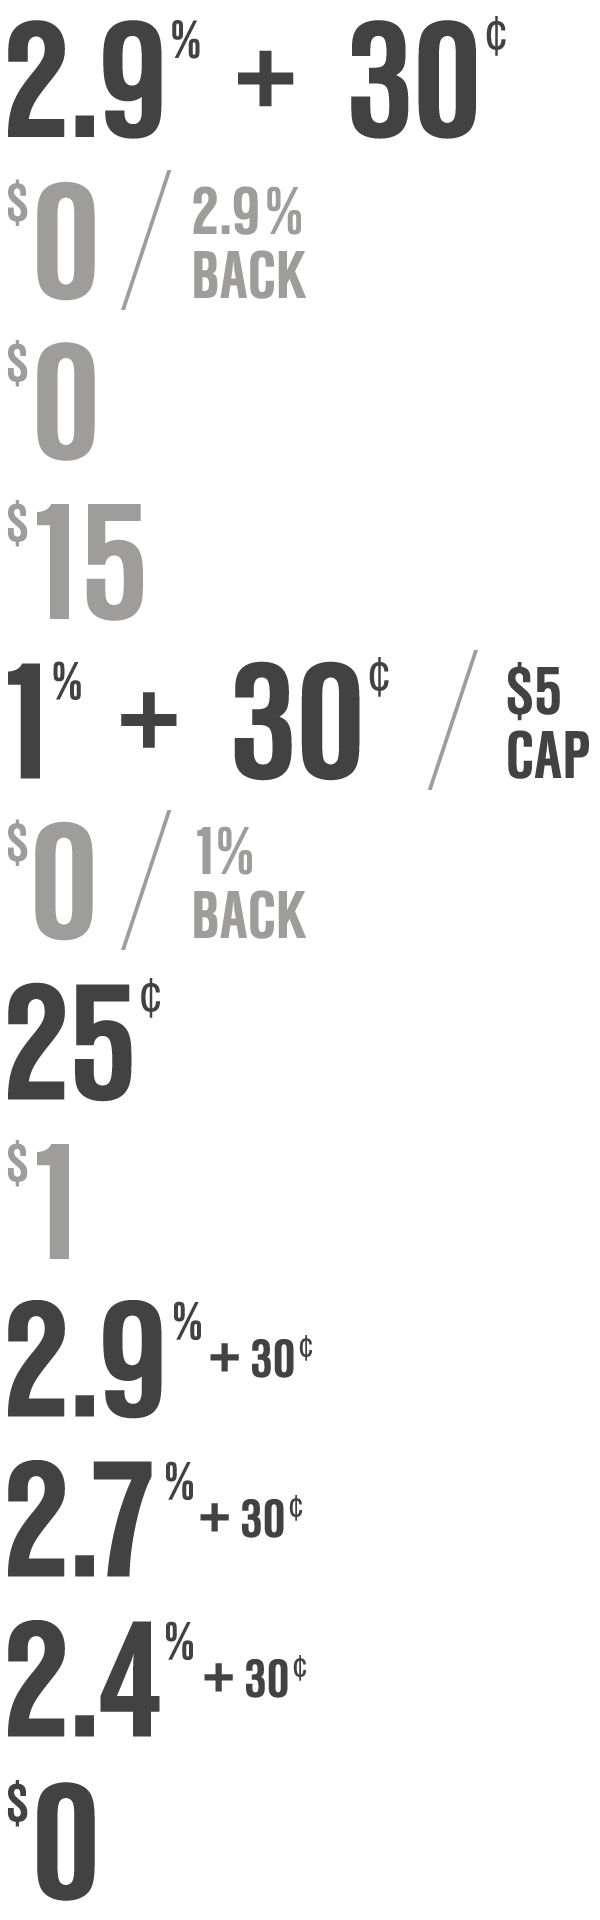 2.9% + 30¢
$0 / 2.9% BACK
$0
$15
1% + 30¢ / $5 CAP
$0 / 1% BACK
25¢
$1
2.9% + 30¢
2.7% + 30¢
2.4% + 30¢
$0